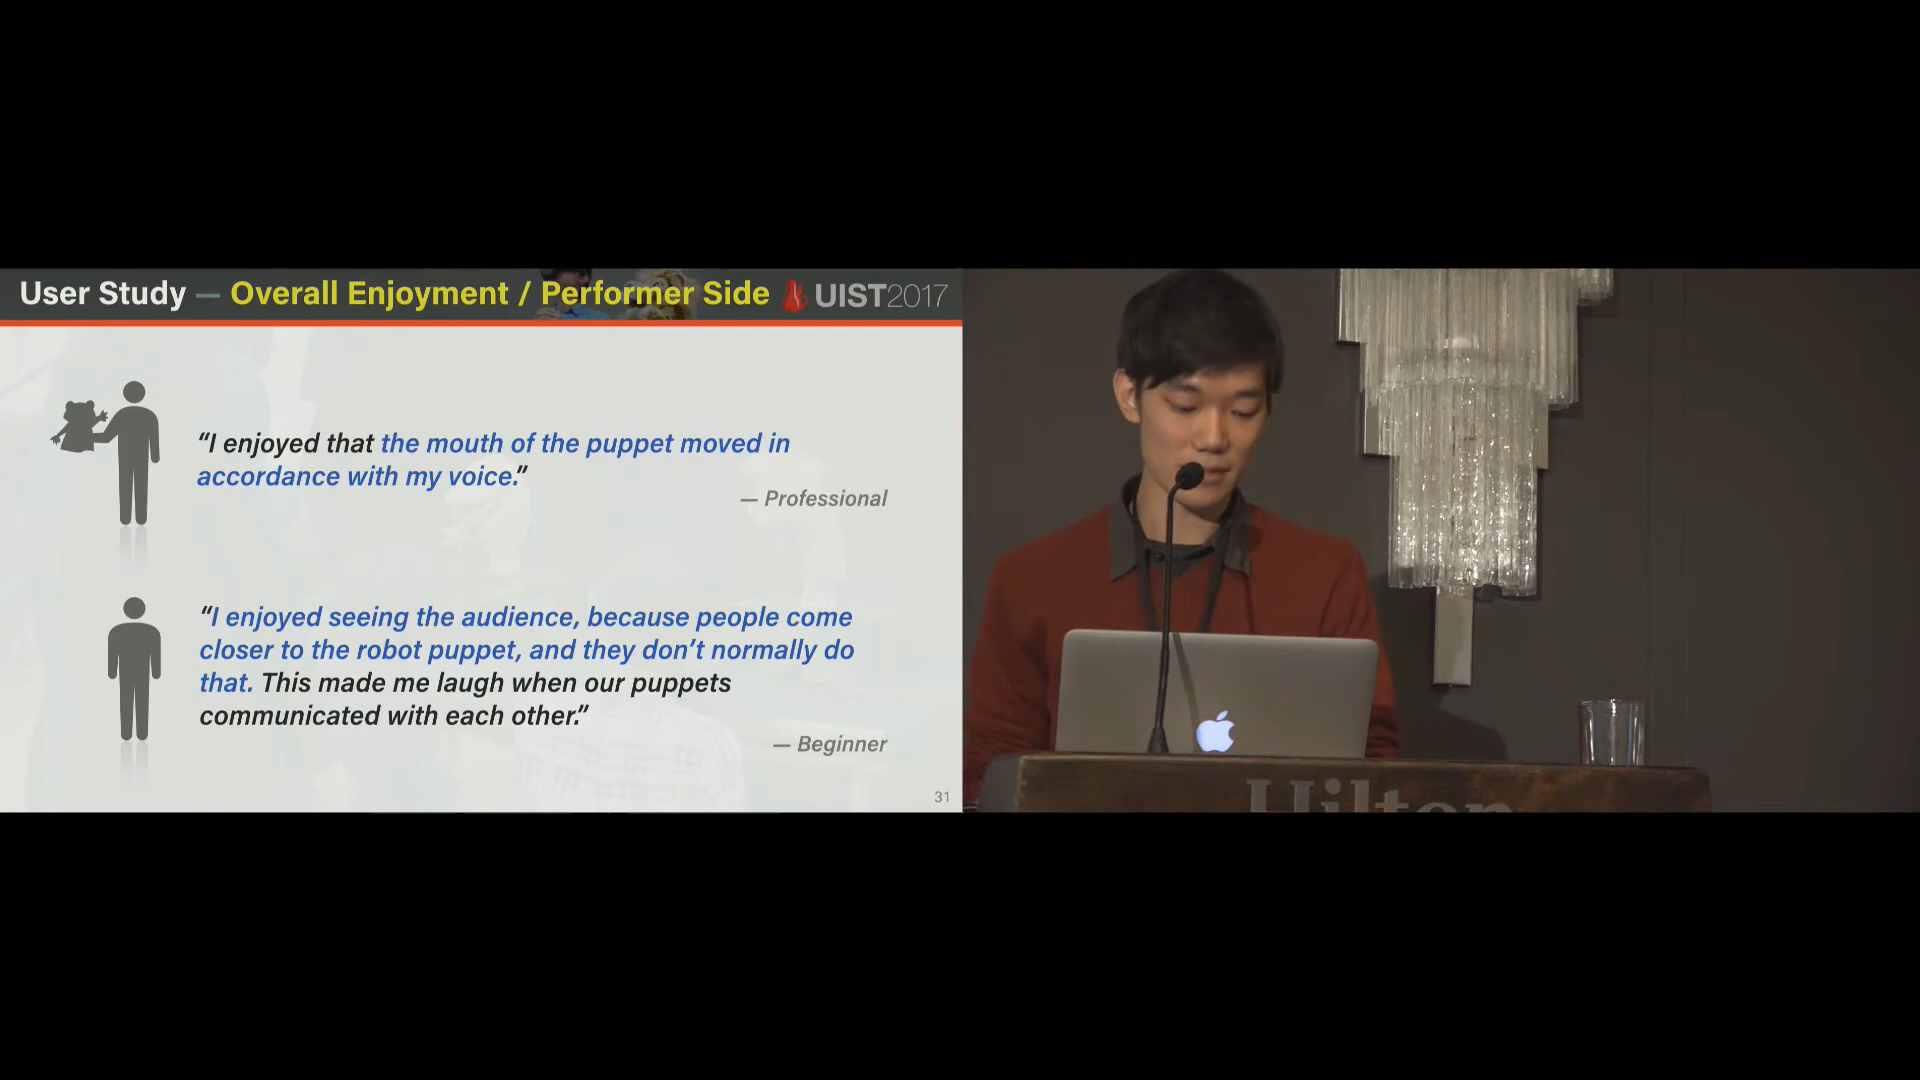 User Study — Overall Enjoyment / Performer Side
UIST2017
“I enjoyed that the mouth of the puppet moved in
accordance with my voice.”
— Professional
“I enjoyed seeing the audience, because people come
closer to the robot puppet, and they don’t normally do
that. This made me laugh when our puppets
communicated with each other.”
— Beginner
31
Hilton